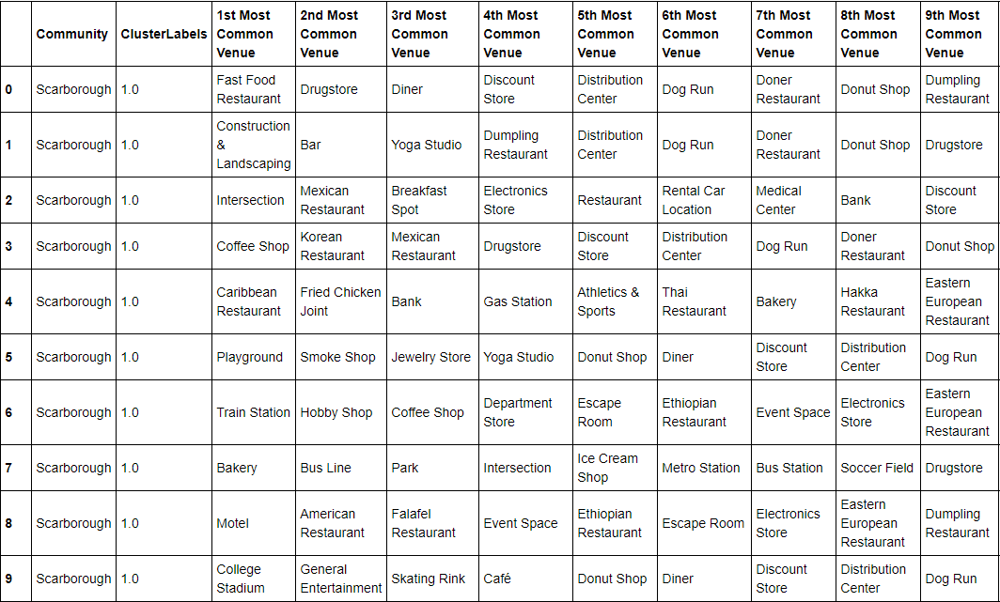 Community ClusterLabels 1st Most Common Venue 2nd Most Common Venue 3rd Most Common Venue 4th Most Common Venue 5th Most Common Venue 6th Most Common Venue 7th Most Common Venue 8th Most Common Venue 9th Most Common Venue
0 Scarborough 1.0 Fast Food Restaurant Drugstore Diner Discount Store Distribution Center Dog Run Doner Restaurant Donut Shop Dumpling Restaurant
1 Scarborough 1.0 Construction & Landscaping Bar Yoga Studio Dumpling Restaurant Distribution Center Dog Run Doner Restaurant Donut Shop Drugstore
2 Scarborough 1.0 Intersection Mexican Restaurant Breakfast Spot Electronics Store Restaurant Rental Car Location Medical Center Bank Discount Store
3 Scarborough 1.0 Coffee Shop Korean Restaurant Mexican Restaurant Drugstore Discount Store Distribution Center Dog Run Doner Restaurant Donut Shop
4 Scarborough 1.0 Caribbean Restaurant Fried Chicken Joint Bank Gas Station Athletics & Sports Thai Restaurant Bakery Hakka Restaurant Eastern European Restaurant
5 Scarborough 1.0 Playground Smoke Shop Jewelry Store Yoga Studio Donut Shop Diner Discount Store Distribution Center Dog Run
6 Scarborough 1.0 Train Station Hobby Shop Coffee Shop Department Store Escape Room Ethiopian Restaurant Event Space Electronics Store Eastern European Restaurant
7 Scarborough 1.0 Bakery Bus Line Park Intersection Ice Cream Shop Metro Station Bus Station Soccer Field Drugstore
8 Scarborough 1.0 Motel American Restaurant Falafel Restaurant Event Space Ethiopian Restaurant Escape Room Electronics Store Eastern European Restaurant Dumpling Restaurant
9 Scarborough 1.0 College Stadium General Entertainment Skating Rink Café Donut Shop Diner Discount Store Distribution Center Dog Run